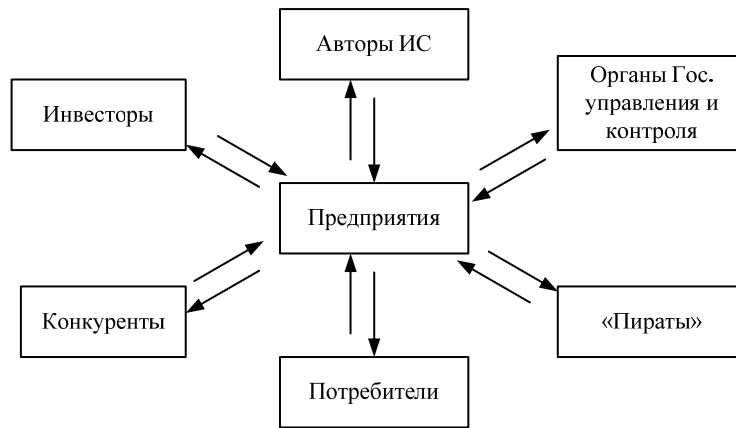 Авторы ИС
Органы Гос.
управления и
контроля
Инвесторы
Предприятия
Конкуренты
«Пираты»
Потребители